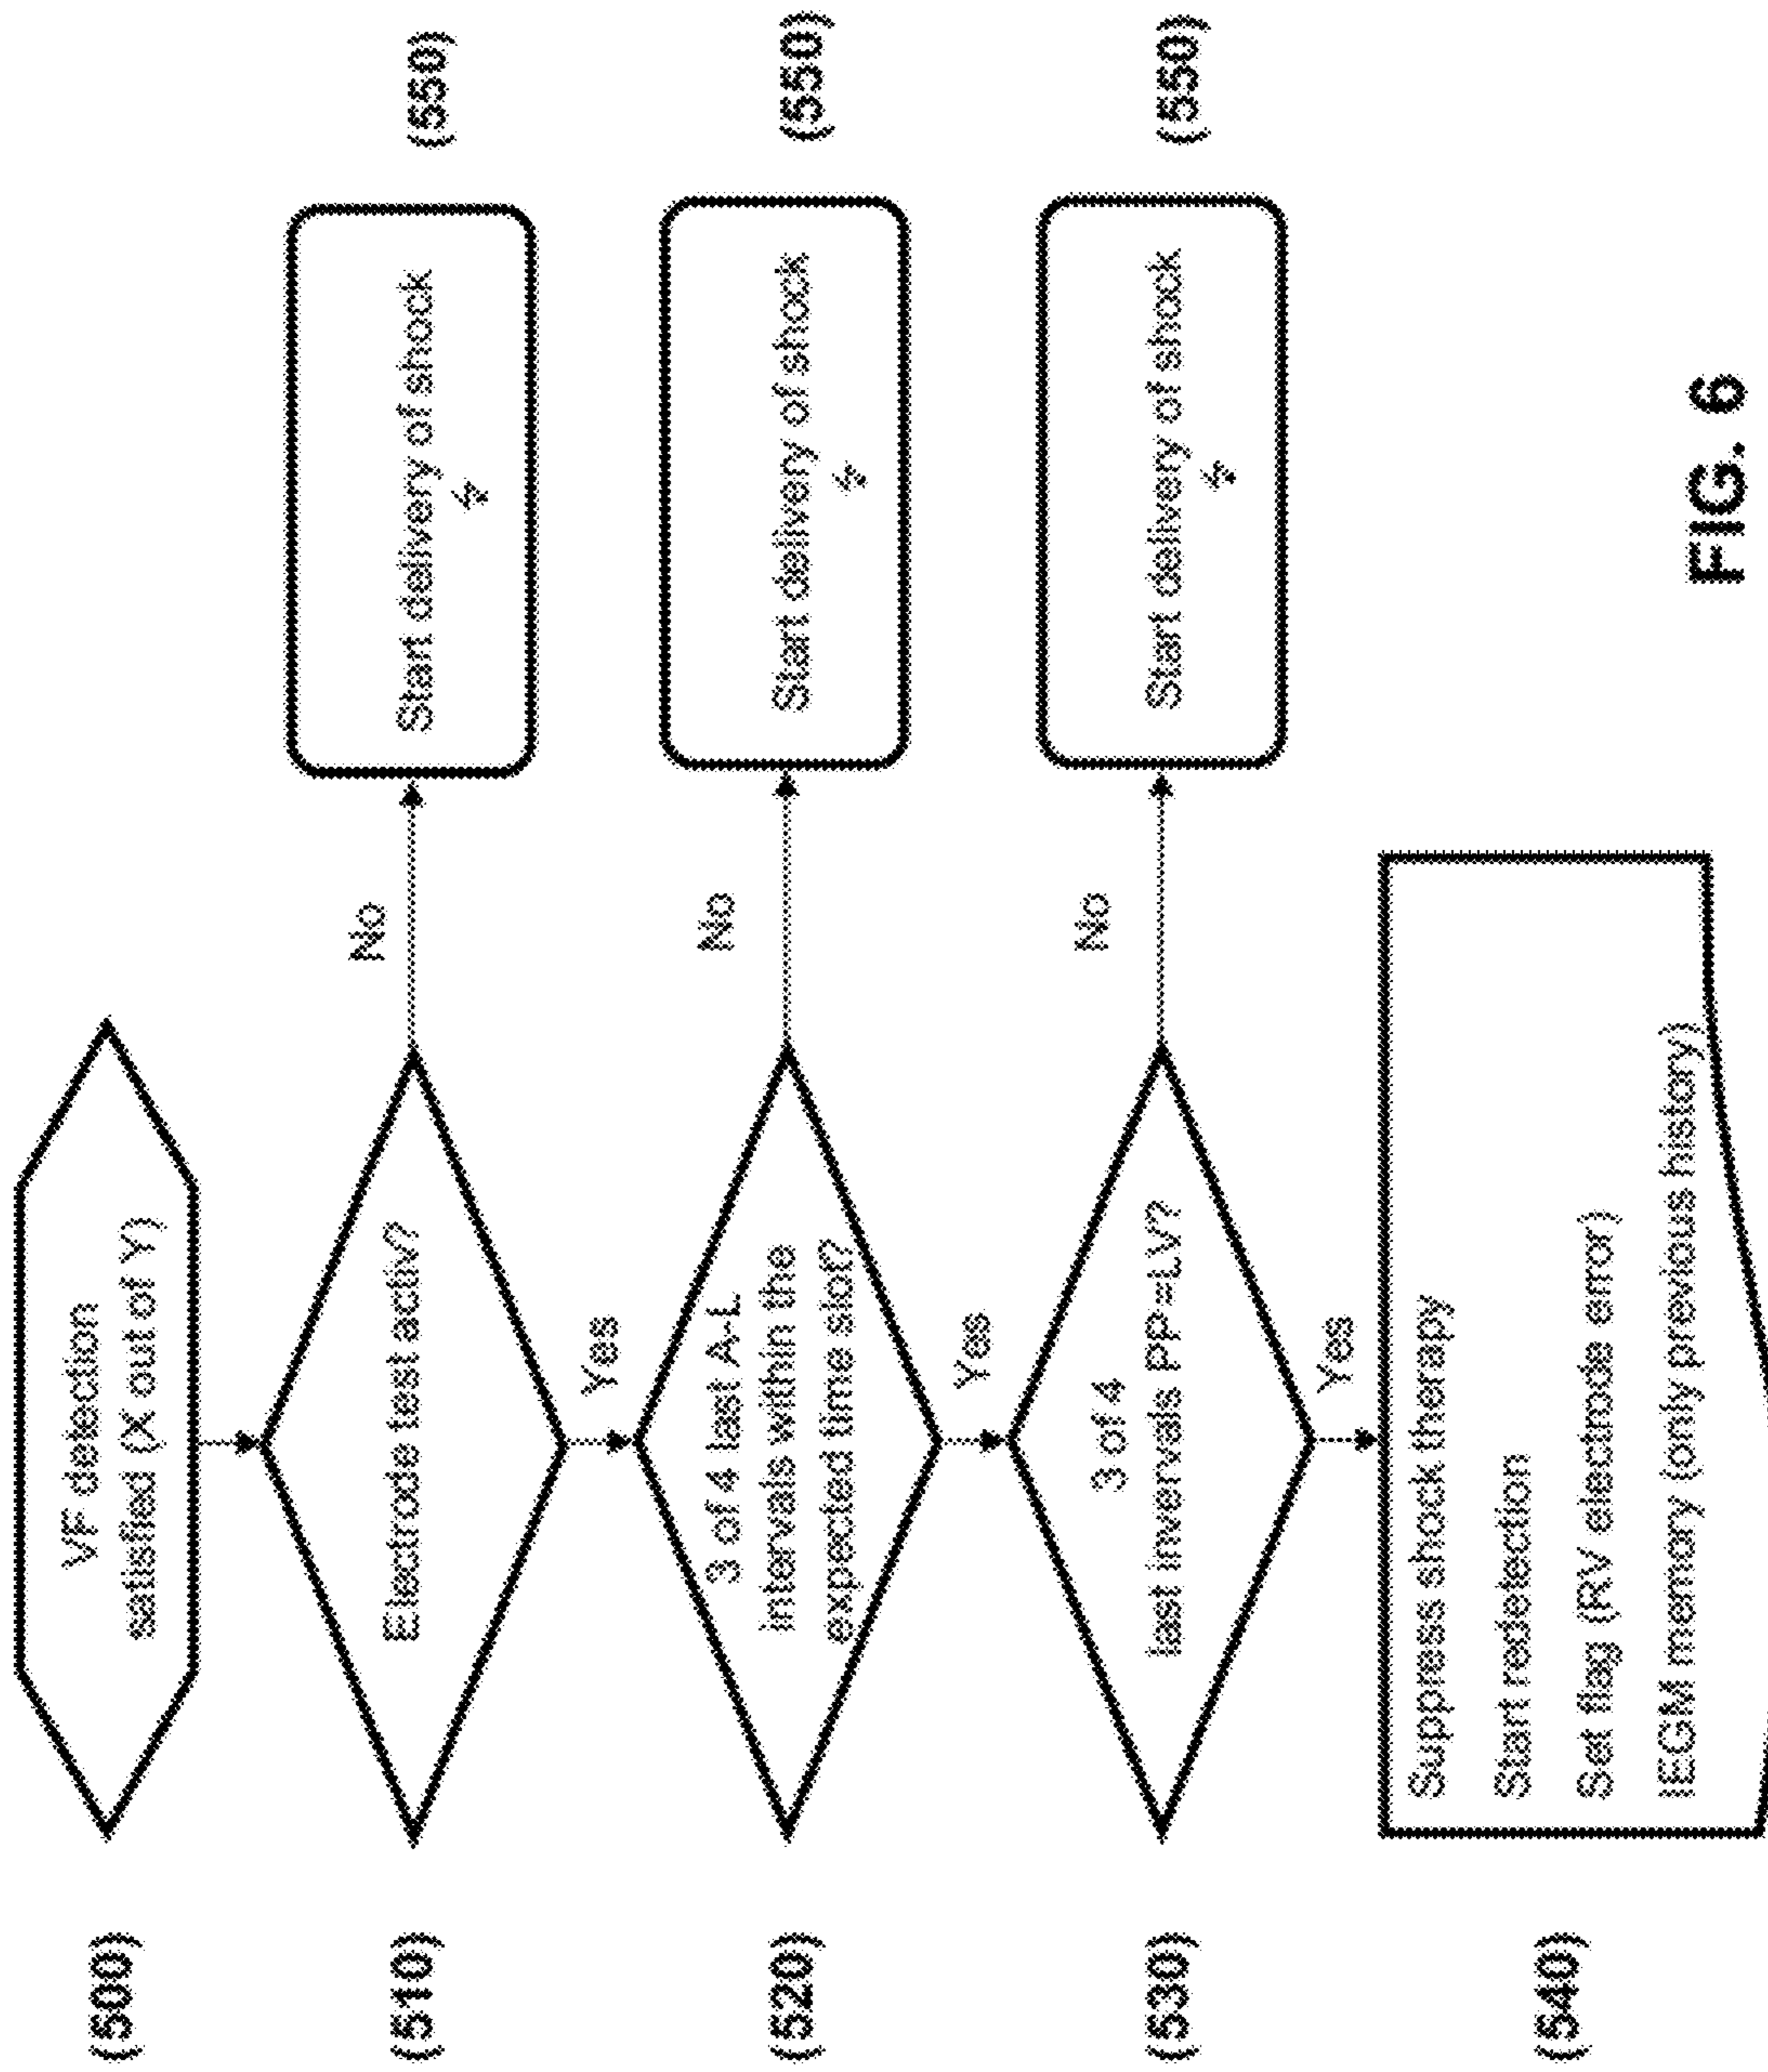 (500)
VF detection
satisfied (X out of Y)
(510)
Electrode test activ?
No
Start delivery of shock
(550)
Yes
(520)
3 of 4 last A-L
intervals within the
expected time slot?
No
Start delivery of shock
(550)
Yes
(530)
3 of 4
last invervals PP=LV?
No
Start delivery of shock
(550)
Yes
(540)
Suppress shock therapy
Start redetection
Set flag (RV electrode error)
IEGM memory (only previous history)
FIG. 6